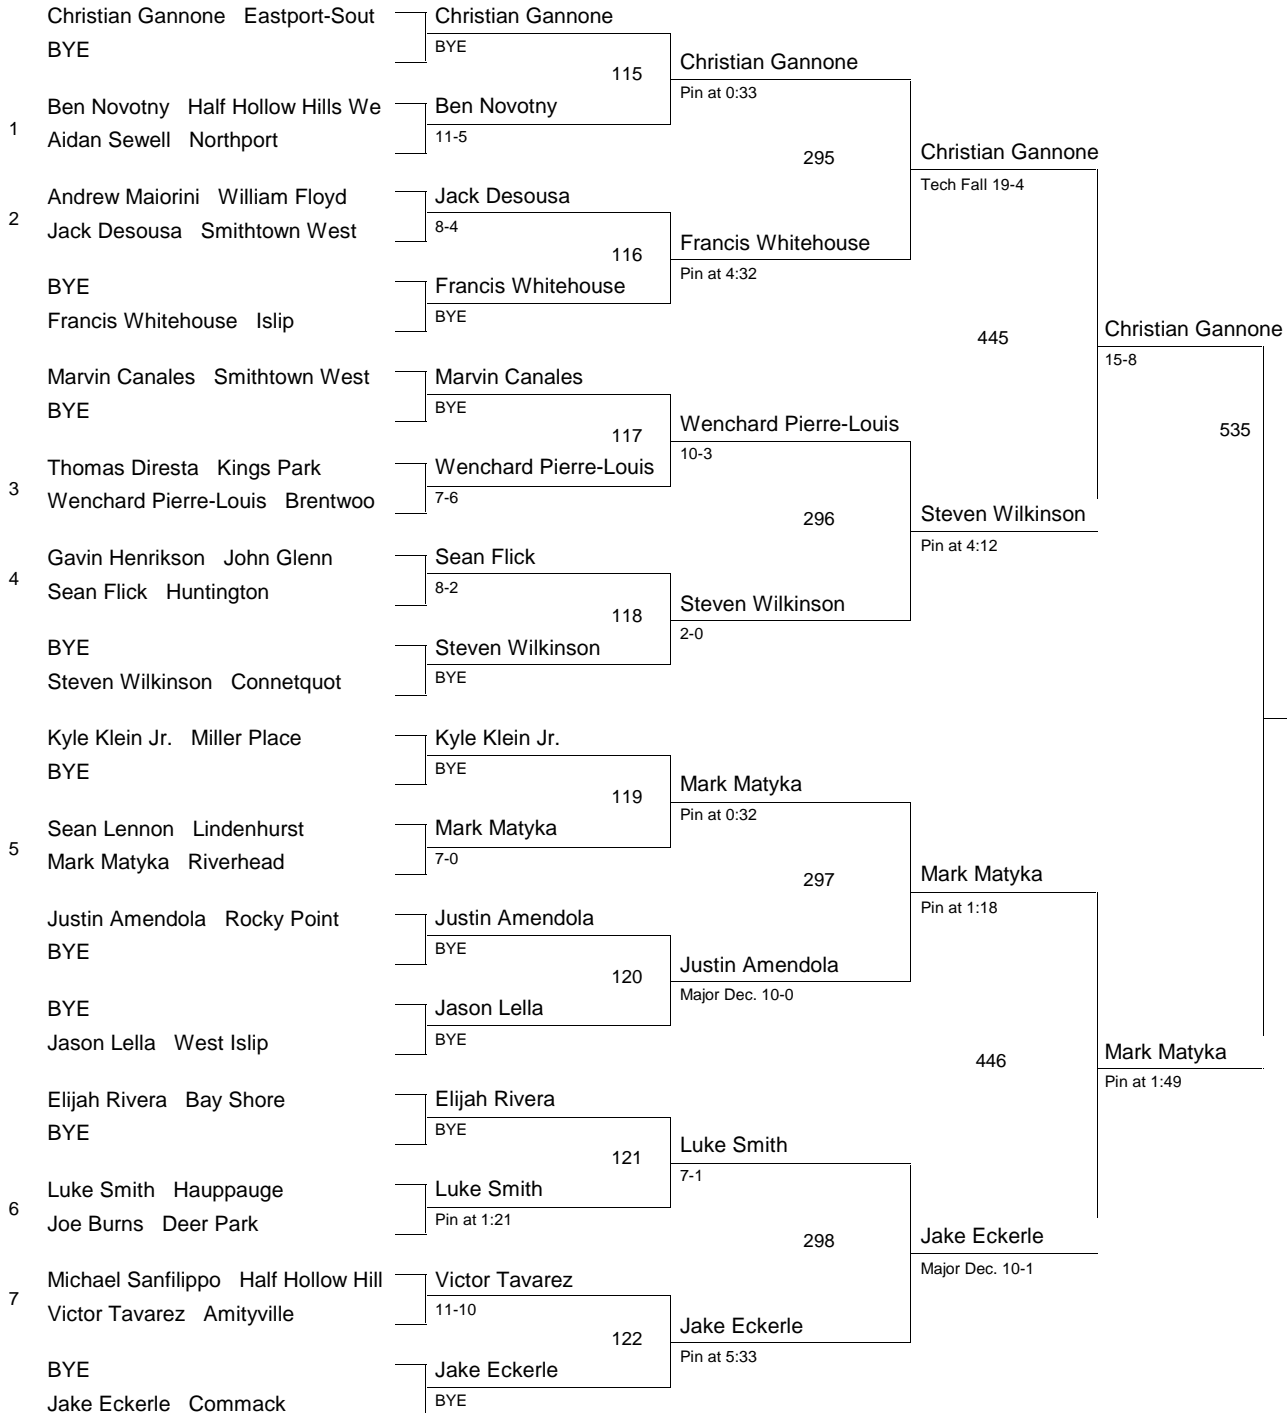 Christian Gannone Eastport-Sout
BYE
1
Ben Novotny Half Hollow Hills We
Aidan Sewell Northport
2
Andrew Maiorini William Floyd
Jack Desousa Smithtown West
BYE
Francis Whitehouse Islip
Marvin Canales Smithtown West
BYE
3
Thomas Diresta Kings Park
Wenchard Pierre-Louis Brentwoo
4
Gavin Henrikson John Glenn
Sean Flick Huntington
BYE
Steven Wilkinson Connetquot
Kyle Klein Jr. Miller Place
BYE
5
Sean Lennon Lindenhurst
Mark Matyka Riverhead
Justin Amendola Rocky Point
BYE
BYE
Jason Lella West Islip
Elijah Rivera Bay Shore
BYE
6
Luke Smith Hauppauge
Joe Burns Deer Park
7
Michael Sanfilippo Half Hollow Hill
Victor Tavarez Amityville
BYE
Jake Eckerle Commack
Christian Gannone
BYE
115
Ben Novotny
11-5
Jack Desousa
8-4
116
Francis Whitehouse
BYE
Marvin Canales
BYE
117
Wenchard Pierre-Louis
7-6
Sean Flick
8-2
118
Steven Wilkinson
BYE
Kyle Klein Jr.
BYE
119
Mark Matyka
7-0
Justin Amendola
BYE
120
Jason Lella
BYE
Elijah Rivera
BYE
121
Luke Smith
Pin at 1:21
Victor Tavarez
11-10
122
Jake Eckerle
BYE
Christian Gannone
Pin at 0:33
295
Francis Whitehouse
Pin at 4:32
Wenchard Pierre-Louis
10-3
296
Steven Wilkinson
2-0
Mark Matyka
Pin at 0:32
297
Justin Amendola
Major Dec. 10-0
Luke Smith
7-1
298
Jake Eckerle
Pin at 5:33
Christian Gannone
Tech Fall 19-4
445
Steven Wilkinson
Pin at 4:12
Mark Matyka
Pin at 1:18
446
Jake Eckerle
Major Dec. 10-1
Christian Gannone
15-8
535
Mark Matyka
Pin at 1:49